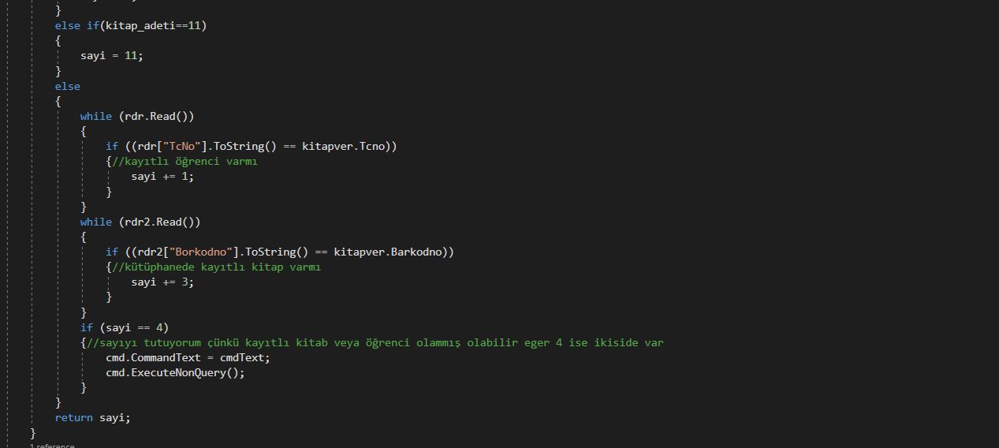 }
else if(kitap_adeti==11)
{
sayi = 11;
}
else
{
while (rdr.Read())
{
if ((rdr["TcNo"].ToString() == kitapver.Tcno))
{//kayıtlı öğrenci varmı
sayi += 1;
}
}
while (rdr2.Read())
{
if ((rdr2["Borkodno"].ToString() == kitapver.Barkodno))
{//kütüphanede kayıtlı kitap varmı
sayi += 3;
}
}
if (sayi == 4)
{//sayıyı tutuyorum çünkü kayıtlı kitab veya öğrenci olammış olabilir eger 4 ise ikiside var
cmd.CommandText = cmdText;
cmd.ExecuteNonQuery();
}
}
return sayi;
}
1 reference